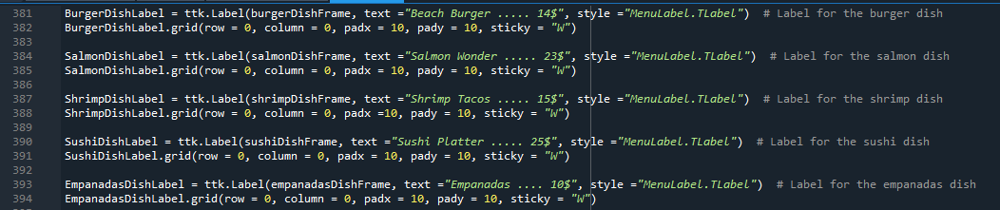 381 BurgerDishLabel = ttk.Label(burgerDishFrame, text ="Beach Burger ..... 14$", style ="MenuLabel.TLabel")  # Label for the burger dish
382 BurgerDishLabel.grid(row = 0, column = 0, padx = 10, pady = 10, sticky = "W")
383
384 SalmonDishLabel = ttk.Label(salmonDishFrame, text ="Salmon Wonder ..... 23$", style ="MenuLabel.TLabel")  # Label for the salmon dish
385 SalmonDishLabel.grid(row = 0, column = 0, padx = 10, pady = 10, sticky = "W")
386
387 ShrimpDishLabel = ttk.Label(shrimpDishFrame, text ="Shrimp Tacos ..... 15$", style ="MenuLabel.TLabel")  # Label for the shrimp dish
388 ShrimpDishLabel.grid(row = 0, column = 0, padx =10, pady = 10, sticky = "W")
389
390 SushiDishLabel = ttk.Label(sushiDishFrame, text ="Sushi Platter ..... 25$", style ="MenuLabel.TLabel")  # Label for the sushi dish
391 SushiDishLabel.grid(row = 0, column = 0, padx = 10, pady = 10, sticky = "W")
392
393 EmpanadasDishLabel = ttk.Label(empanadasDishFrame, text ="Empanadas .... 10$", style ="MenuLabel.TLabel")  # Label for the empanadas dish
394 EmpanadasDishLabel.grid(row = 0, column = 0, padx = 10, pady = 10, sticky = "W")